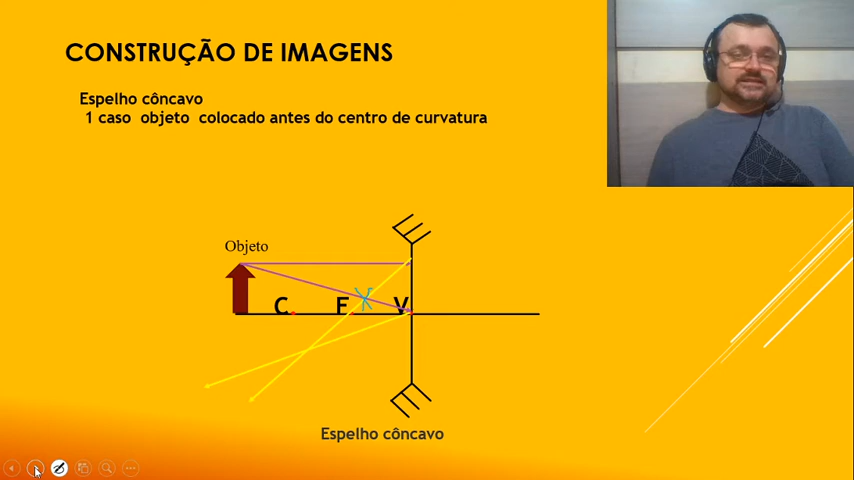 CONSTRUÇÃO DE IMAGENS
Espelho côncavo
1 caso objeto colocado antes do centro de curvatura
Objeto
C F V
Espelho côncavo